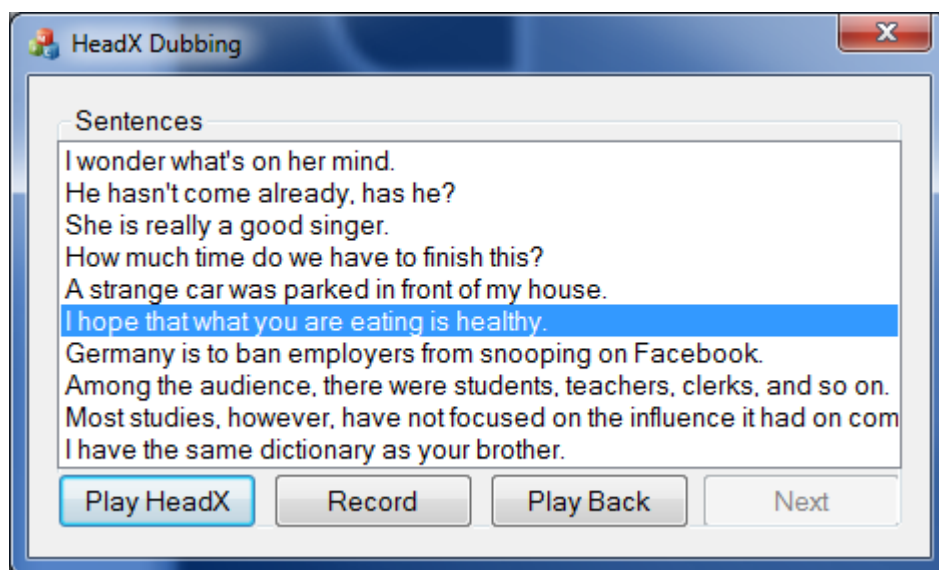 HeadX Dubbing
Sentences
I wonder what's on her mind.
He hasn't come already, has he?
She is really a good singer.
How much time do we have to finish this?
A strange car was parked in front of my house.
I hope that what you are eating is healthy.
Germany is to ban employers from snooping on Facebook.
Among the audience, there were students, teachers, clerks, and so on.
Most studies, however, have not focused on the influence it had on com
I have the same dictionary as your brother.
Play HeadX Record Play Back Next